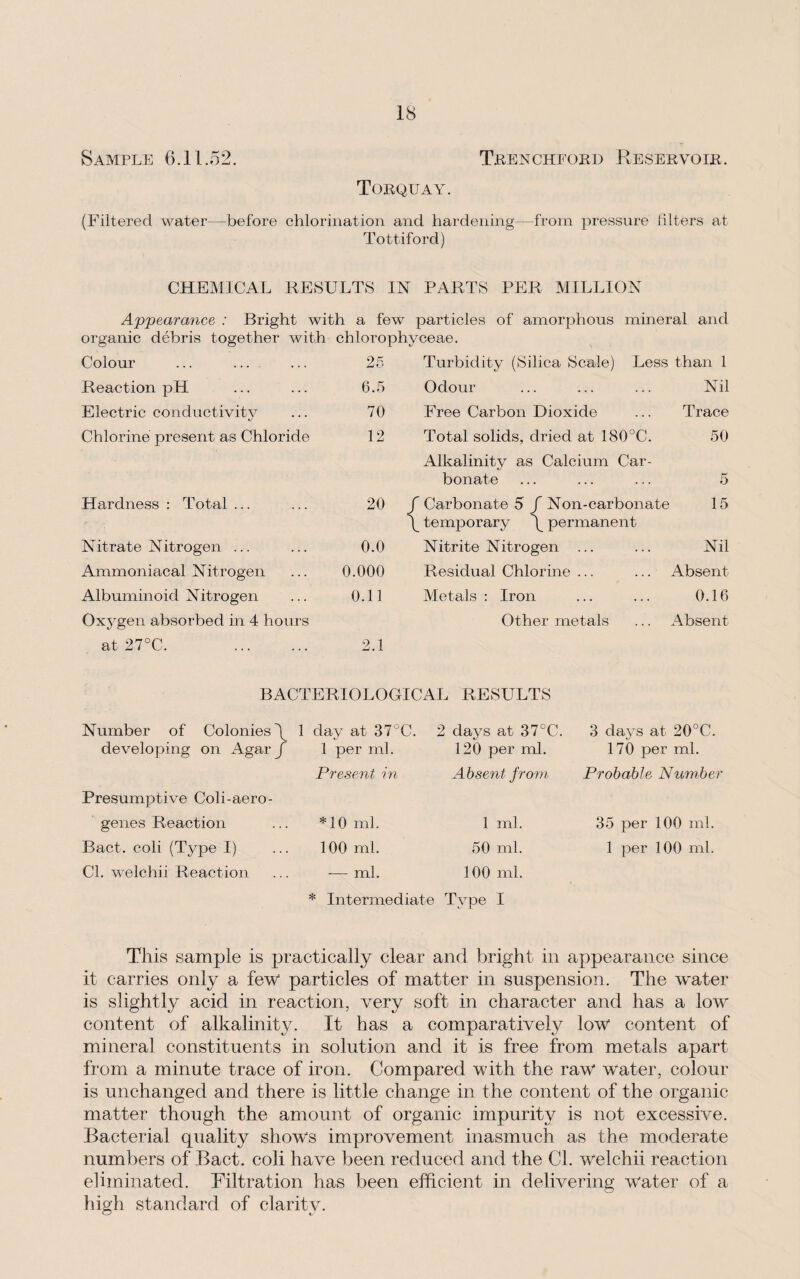 18
SAMPLE 6.11.52. TRENCHFORD RESERVOIR.
TORQUAY.
(Filtered water—before chlorination and hardening—from pressure filters at
Tottiford)
CHEMICAL RESULTS IN PARTS PER MILLION
Appearance : Bright with a few particles of amorphous mineral and
organic débris together with chlorophyceae.
Colour ... ... ... 25 Turbidity (Silica Scale) Less than 1
Reaction pH ... ... 6.5 Odour ... ... ... Nil
Electric conductivity ... 70 Free Carbon Dioxide ... Trace
Chlorine present as Chloride 12 Total solids, dried at 180°C. 50
Alkalinity as Calcium Car-
bonate ... ... ... 5
Hardness : Total ... ... 20 { Carbonate 5 { Non-carbonate 15
{ temporary { permanent
Nitrate Nitrogen ... ... 0.0 Nitrite Nitrogen ... ... Nil
Ammoniacal Nitrogen ... 0.000 Residual Chlorine ... ... Absent
Albuminoid Nitrogen ... 0.11 Metals : Iron ... ... 0.16
Oxygen absorbed in 4 hours Other metals ... Absent
at 27°C. ... ... 2.1
BACTERIOLOGICAL RESULTS
Number of Colonies } 1 day at 37°C. 2 days at 37°C. 3 days at 20°C.
developing on Agar } 1 per ml. 120 per ml. 170 per ml.
Present in Absent from Probable Number
Presumptive Coli-aero-
genes Reaction ... *10 ml. 1 ml. 35 per 100 ml.
Bact. coli (Type I) ... 100 ml. 50 ml. 1 per 100 ml.
Cl. welchii Reaction ... — ml. 100 ml.
* Intermediate Type I
This sample is practically clear and bright in appearance since
it carries only a few particles of matter in suspension. The water
is slightly acid in reaction, very soft in character and has a low
content of alkalinity. It has a comparatively low content of
mineral constituents in solution and it is free from metals apart
from a minute trace of iron. Compared with the raw water, colour
is unchanged and there is little change in the content of the organic
matter though the amount of organic impurity is not excessive.
Bacterial quality shows improvement inasmuch as the moderate
numbers of Bact. coli have been reduced and the Cl. welchii reaction
eliminated. Filtration has been efficient in delivering water of a
high standard of clarity.